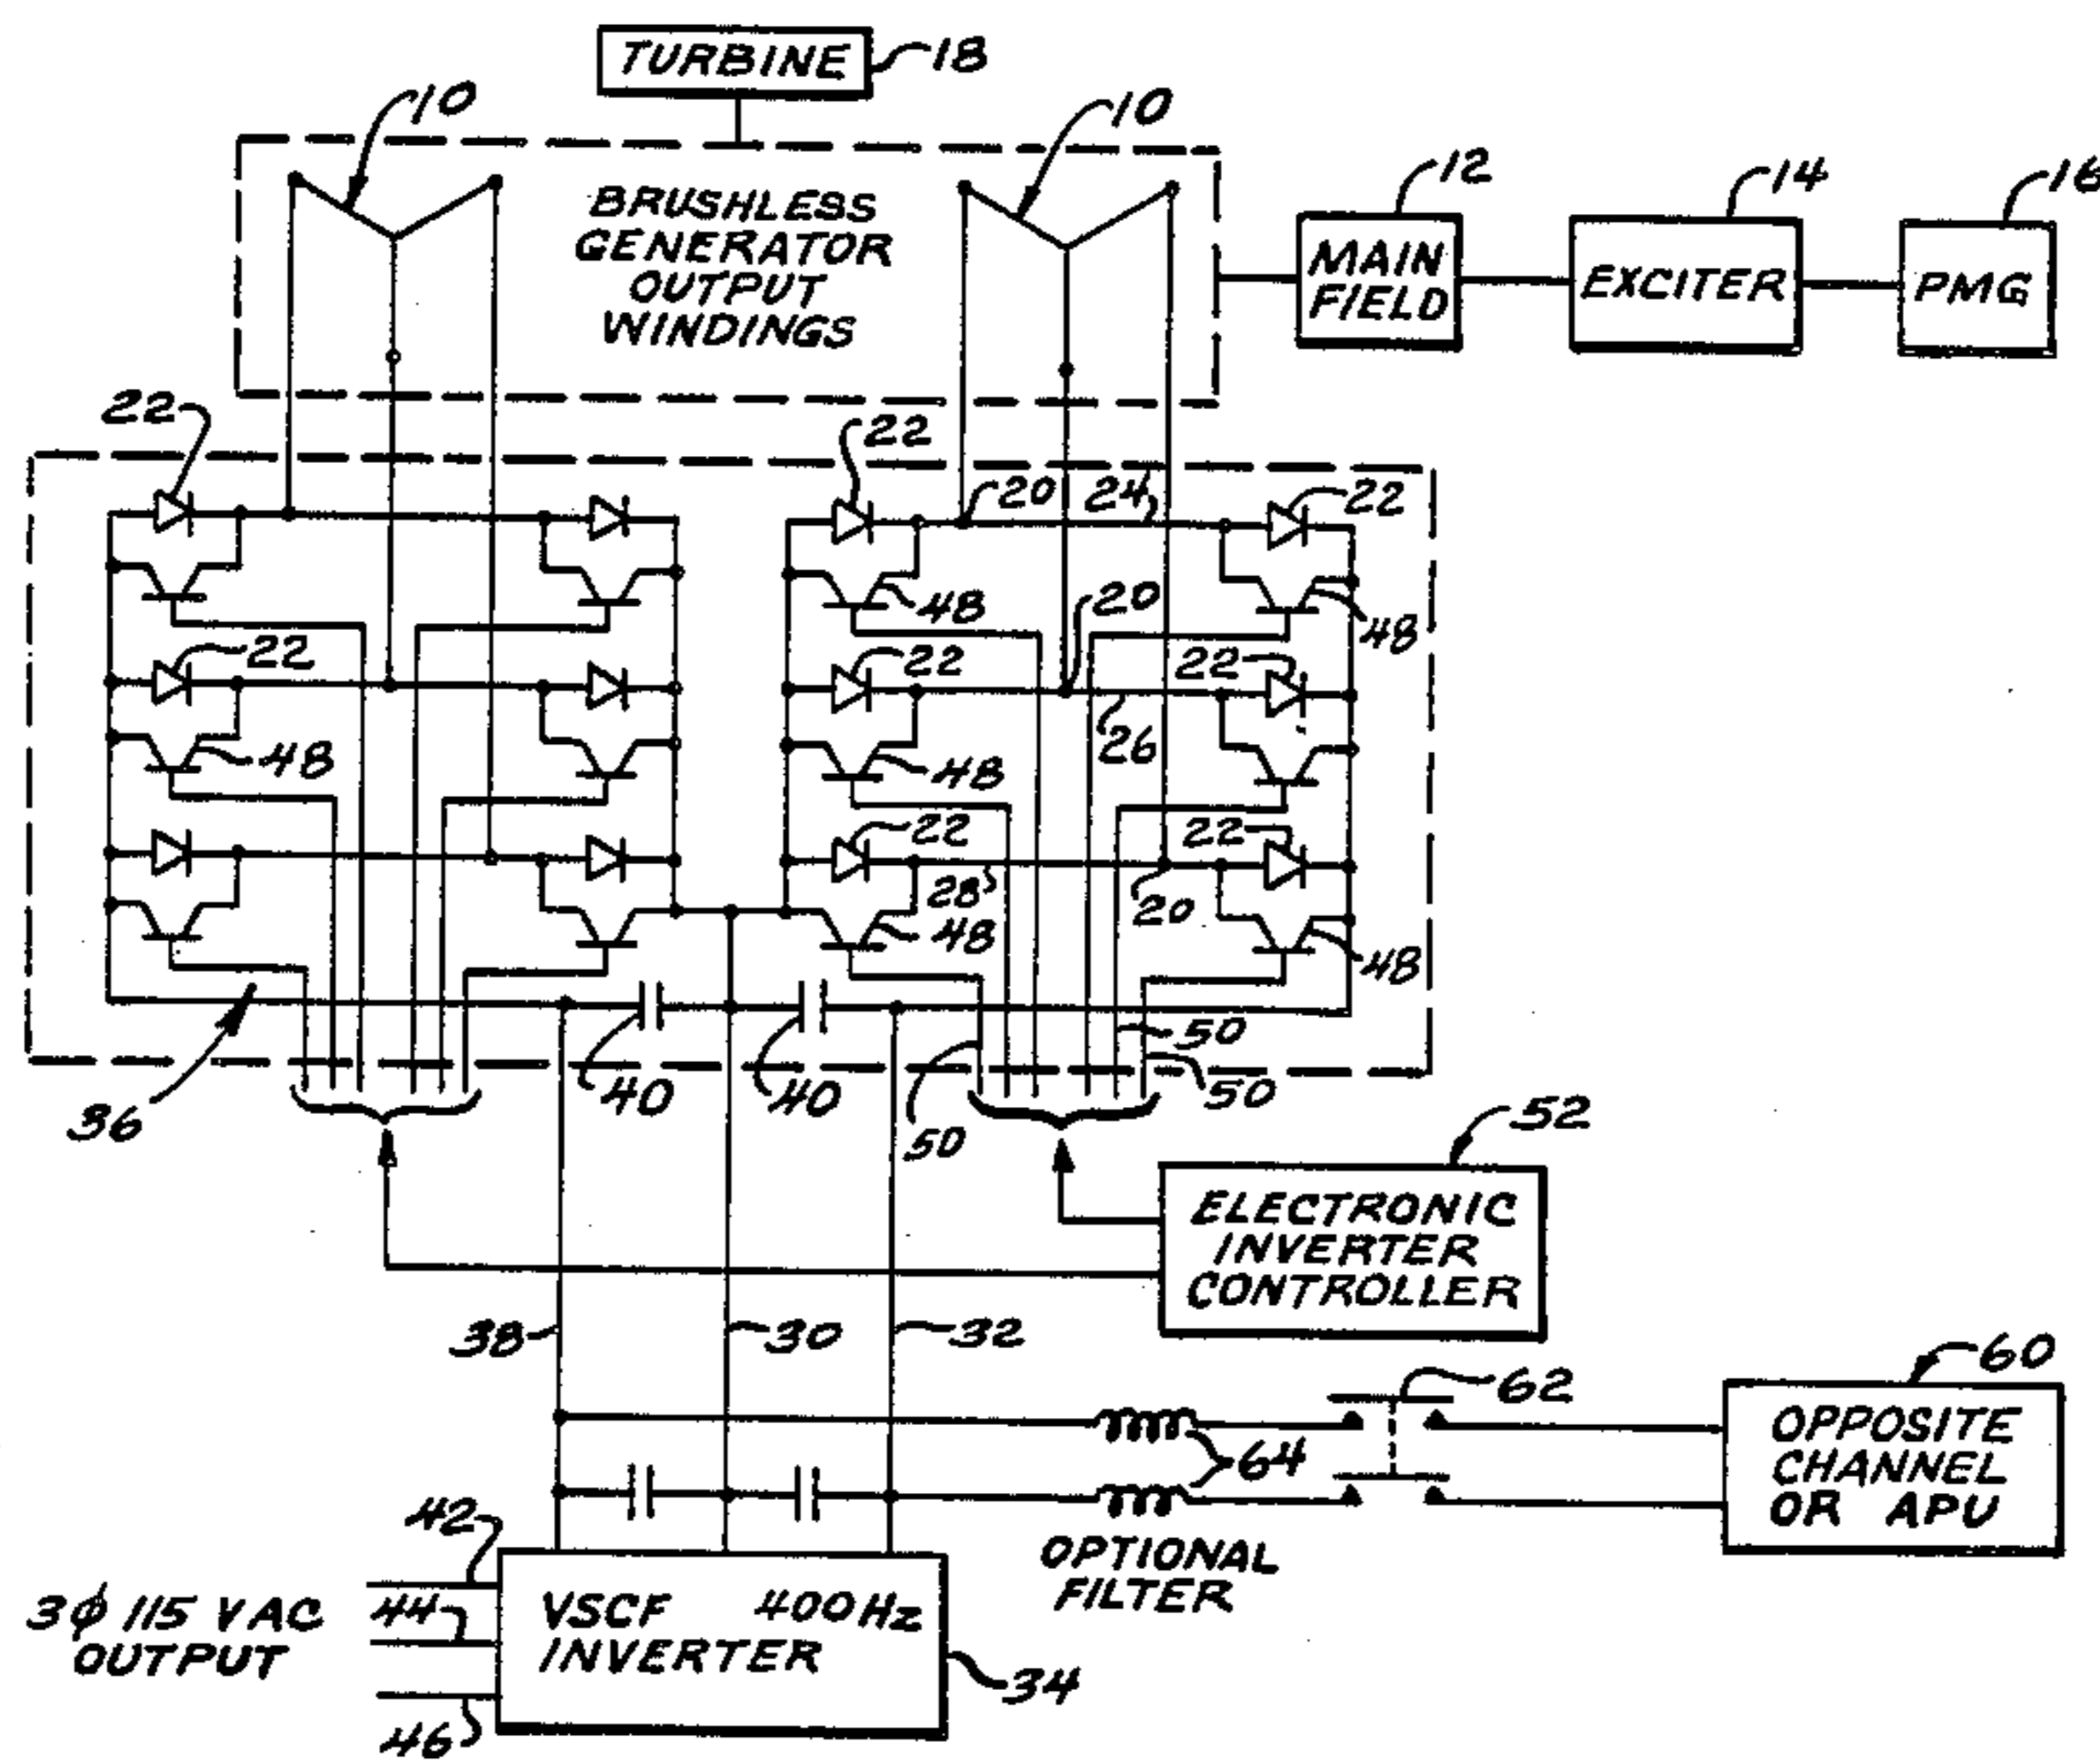 TURBINE
18
10
10
BRUSHLESS
GENERATOR
OUTPUT
WINDINGS
12
MAIN
FIELD
14
EXCITER
16
PMG
22
22
20
24
22
48
20
48
22
22
22
48
48
26
22
22
28
20
48
48
36
40
40
50
50
50
52
ELECTRONIC
INVERTER
CONTROLLER
38
30
32
62
60
OPPOSITE
CHANNEL
OR APU
64
OPTIONAL
FILTER
42
44
46
3ϕ 115 VAC
OUTPUT
VSCF 400Hz
INVERTER
34